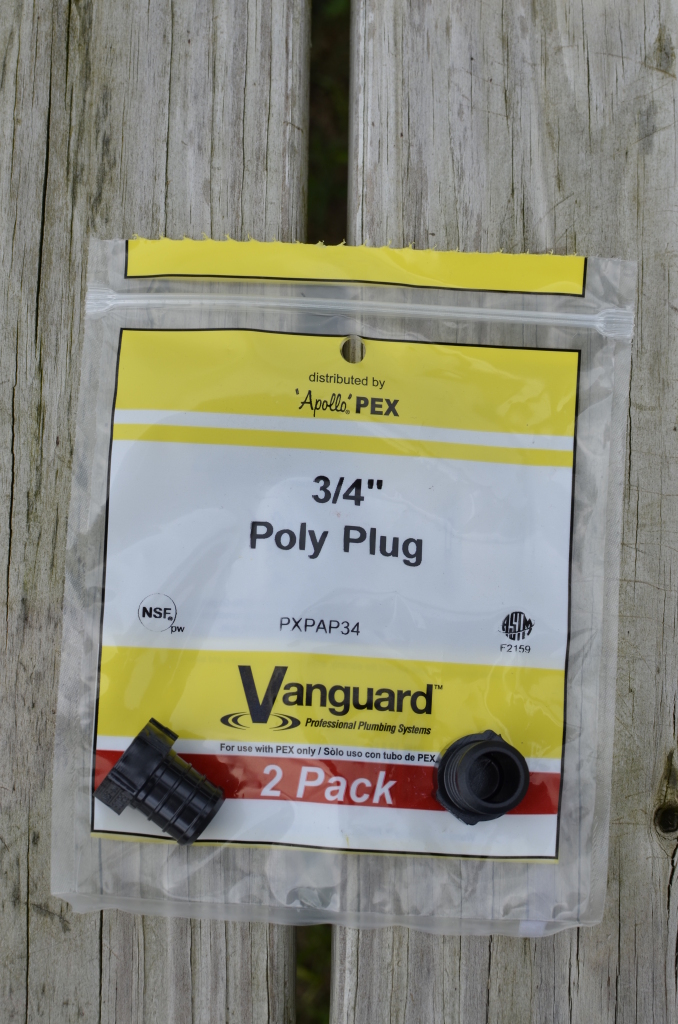 distributed by
"Apollo"® PEX
3/4"
Poly Plug
NSF®
pw
PXPAP34
ASTM
F2159
Vanguard™
Professional Plumbing Systems
For use with PEX only / Sòlo uso con tubo de PEX
2 Pack